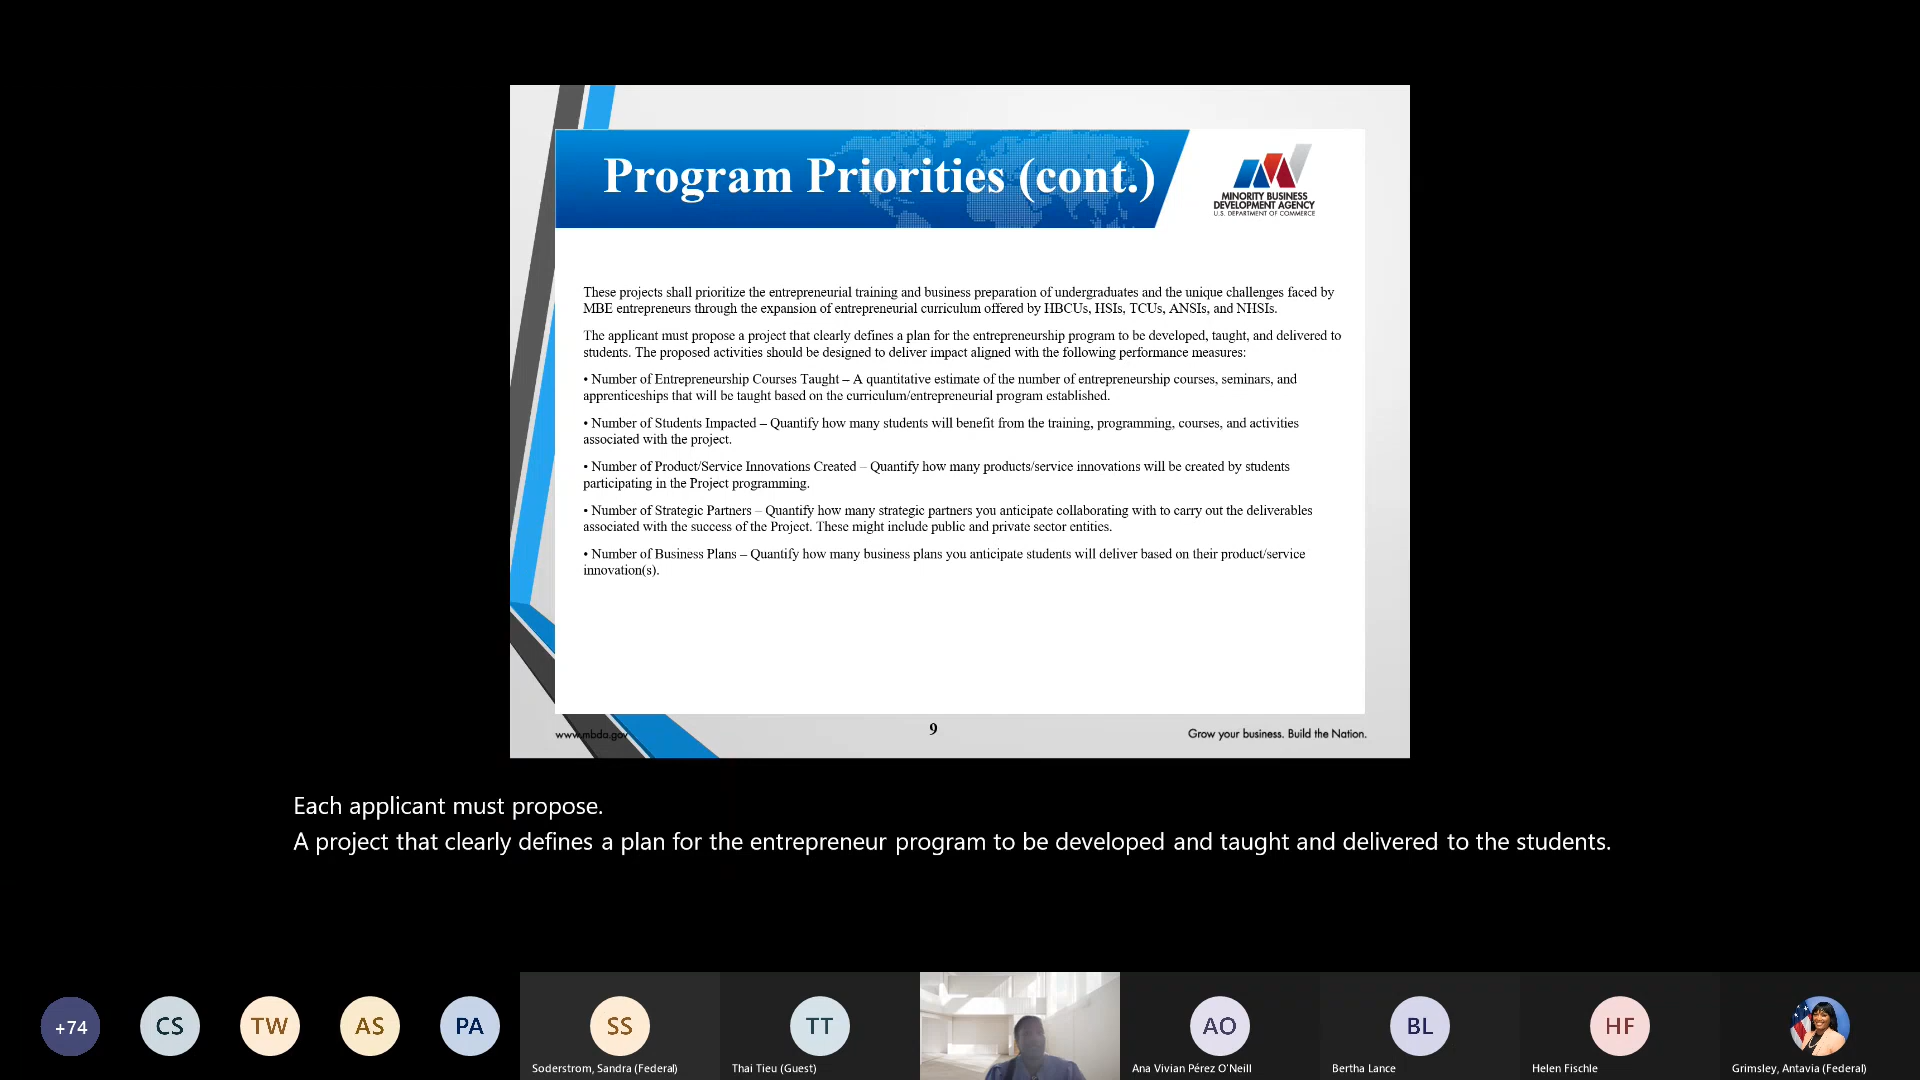 Program Priorities (cont.)
MINORITY BUSINESS
DEVELOPMENT AGENCY
U.S. DEPARTMENT OF COMMERCE
These projects shall prioritize the entrepreneurial training and business preparation of undergraduates and the unique challenges faced by
MBE entrepreneurs through the expansion of entrepreneurial curriculum offered by HBCUs, HSIs, TCUs, ANSIs, and NHSIs.
The applicant must propose a project that clearly defines a plan for the entrepreneurship program to be developed, taught, and delivered to
students. The proposed activities should be designed to deliver impact aligned with the following performance measures:
• Number of Entrepreneurship Courses Taught – A quantitative estimate of the number of entrepreneurship courses, seminars, and
apprenticeships that will be taught based on the curriculum/entrepreneurial program established.
• Number of Students Impacted – Quantify how many students will benefit from the training, programming, courses, and activities
associated with the project.
• Number of Product/Service Innovations Created – Quantify how many products/service innovations will be created by students
participating in the Project programming.
• Number of Strategic Partners – Quantify how many strategic partners you anticipate collaborating with to carry out the deliverables
associated with the success of the Project. These might include public and private sector entities.
• Number of Business Plans – Quantify how many business plans you anticipate students will deliver based on their product/service
innovation(s).
www.mbda.gov
9
Grow your business. Build the Nation.
Each applicant must propose.
A project that clearly defines a plan for the entrepreneur program to be developed and taught and delivered to the students.
+74
CS
TW
AS
PA
SS
TT
AO
BL
HF
Soderstrom, Sandra (Federal)
Thai Tieu (Guest)
Ana Vivian Pérez O'Neill
Bertha Lance
Helen Fischle
Grimsley, Antavia (Federal)